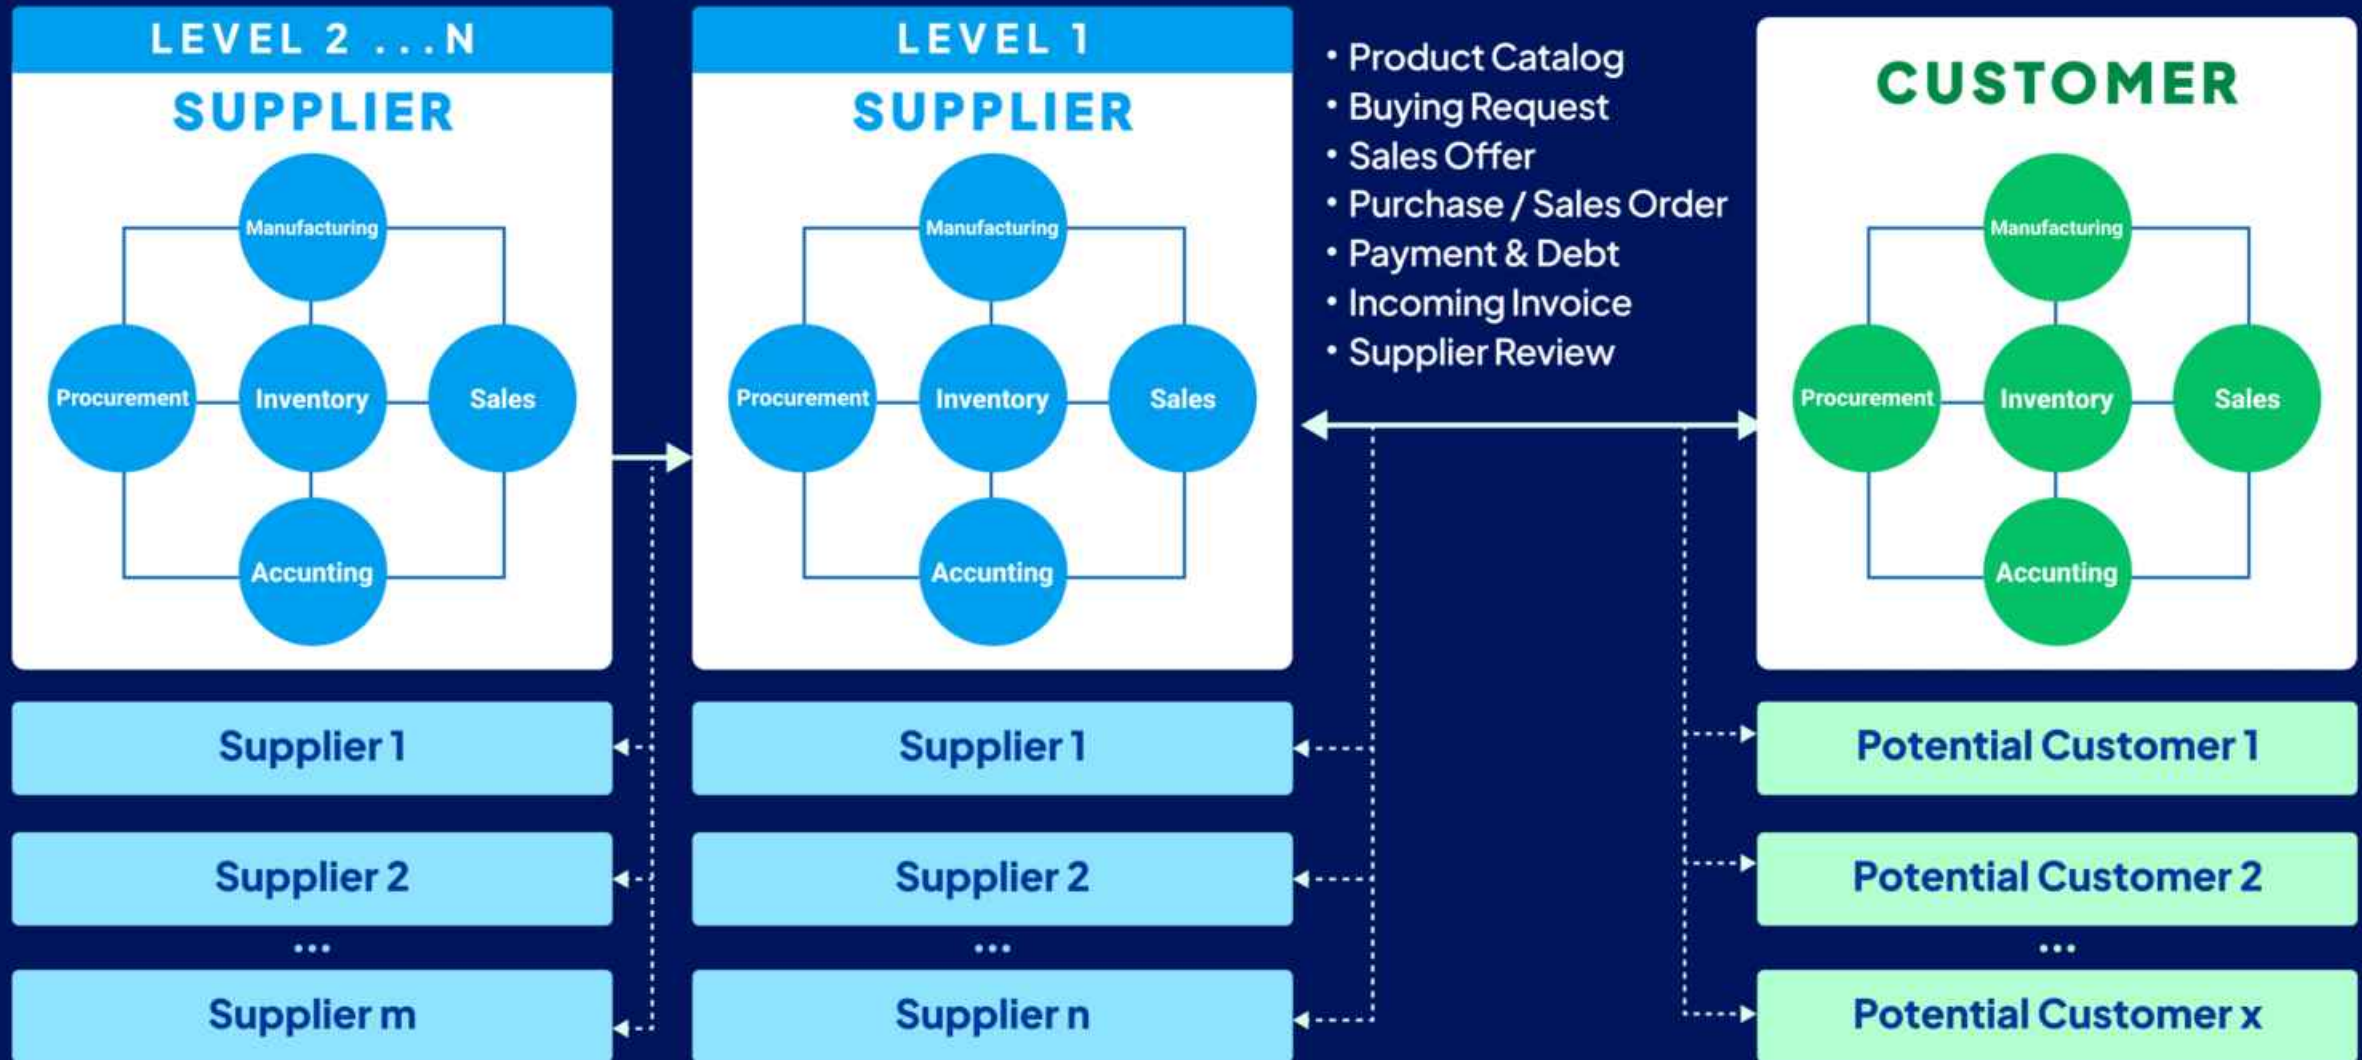 LEVEL 2 ...N
SUPPLIER
Manufacturing
Procurement
Inventory
Sales
Accunting
Supplier 1
Supplier 2
...
Supplier m
LEVEL 1
SUPPLIER
Manufacturing
Procurement
Inventory
Sales
Accunting
Supplier 1
Supplier 2
...
Supplier n
• Product Catalog
• Buying Request
• Sales Offer
• Purchase / Sales Order
• Payment & Debt
• Incoming Invoice
• Supplier Review
CUSTOMER
Manufacturing
Procurement
Inventory
Sales
Accunting
Potential Customer 1
Potential Customer 2
...
Potential Customer x